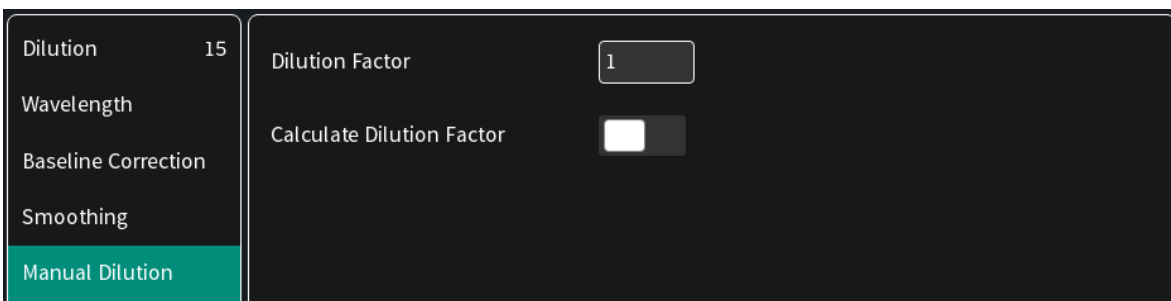 Dilution 15
Wavelength
Baseline Correction
Smoothing
Manual Dilution
Dilution Factor 1
Calculate Dilution Factor